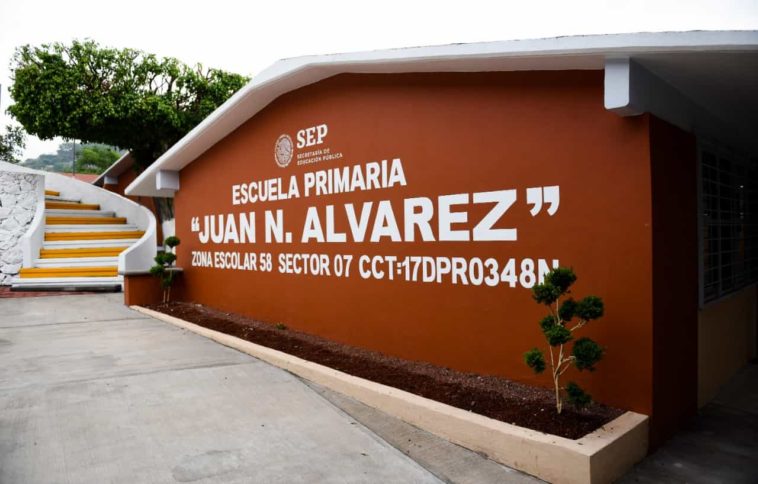 SEP
SECRETARÍA DE
EDUCACIÓN PÚBLICA
ESCUELA PRIMARIA
“JUAN N. ALVAREZ”
ZONA ESCOLAR 58 SECTOR 07 CCT:17DPR0348N